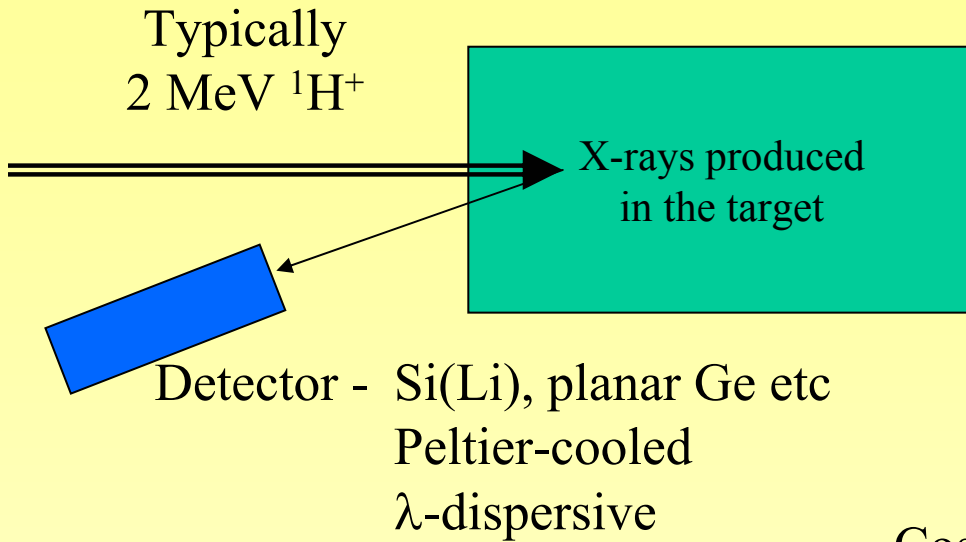 Typically
2 MeV ¹H⁺
X-rays produced
in the target
Detector - Si(Li), planar Ge etc
Peltier-cooled
λ-dispersive